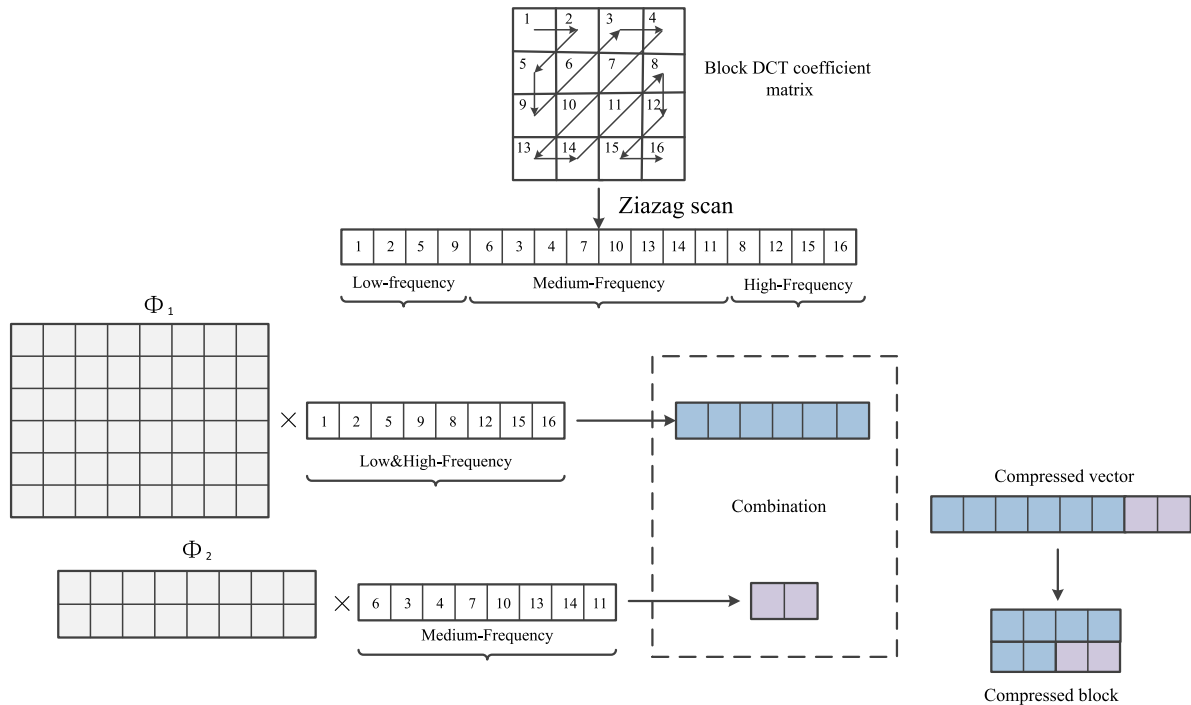 1 2 3 4
5 6 7 8
9 10 11 12
13 14 15 16
Block DCT coefficient
matrix
Ziazag scan
1 2 5 9 6 3 4 7 10 13 14 11 8 12 15 16
Low-frequency Medium-Frequency High-Frequency
Φ1
× 1 2 5 9 8 12 15 16
Low&High-Frequency
Combination
Compressed vector
Φ2
× 6 3 4 7 10 13 14 11
Medium-Frequency
Compressed block